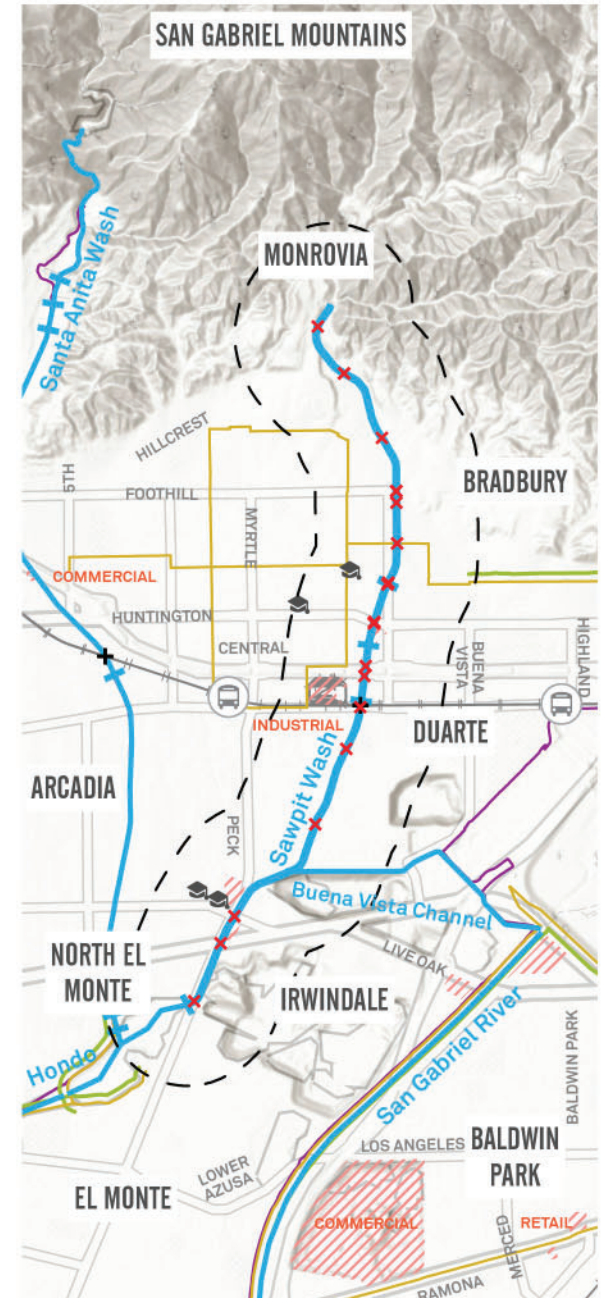 SAN GABRIEL MOUNTAINS
MONROVIA
Santa Anita Wash
HILLCREST
BRADBURY
5TH
FOOTHILL
MYRTLE
COMMERCIAL
HUNTINGTON
CENTRAL
BUENA
VISTA
HIGHLAND
INDUSTRIAL
DUARTE
Sawpit Wash
ARCADIA
PECK
Buena Vista Channel
LIVE OAK
NORTH EL
MONTE
IRWINDALE
Hondo
San Gabriel River
BALDWIN PARK
LOS ANGELES
BALDWIN
PARK
LOWER
AZUSA
EL MONTE
COMMERCIAL
MERCED
RETAIL
RAMONA